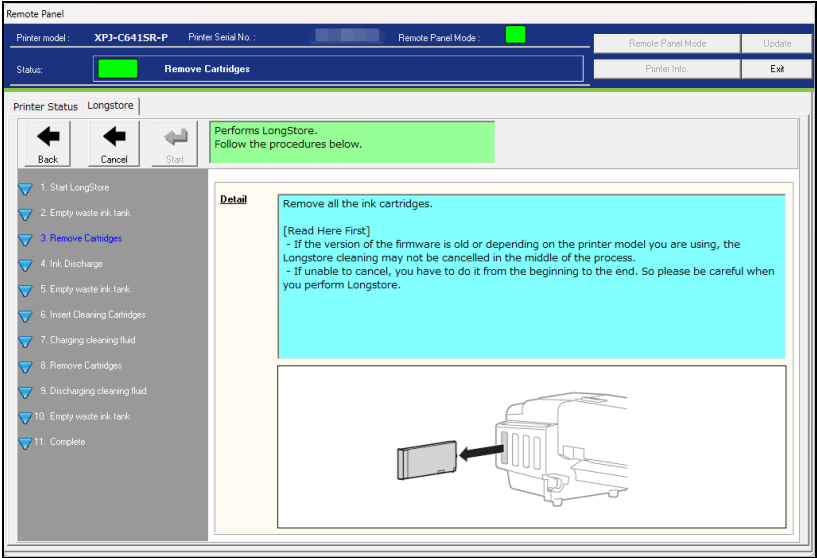 Remote Panel
Printer model : XPJ-C641SR-P Printer Serial No. : Remote Panel Mode :
Remote Panel Mode Update
Status: Remove Cartridges
Printer Info. Exit
Printer Status Longstore
Back Cancel Start
Performs LongStore.
Follow the procedures below.
1. Start LongStore
2. Empty waste ink tank
3. Remove Cartridges
4. Ink Discharge
5. Empty waste ink tank
6. Insert Cleaning Cartridges
7. Charging cleaning fluid
8. Remove Cartridges
9. Discharging cleaning fluid
10. Empty waste ink tank
11. Complete
Detail
Remove all the ink cartridges.
[Read Here First]
- If the version of the firmware is old or depending on the printer model you are using, the
Longstore cleaning may not be cancelled in the middle of the process.
- If unable to cancel, you have to do it from the beginning to the end. So please be careful when
you perform Longstore.